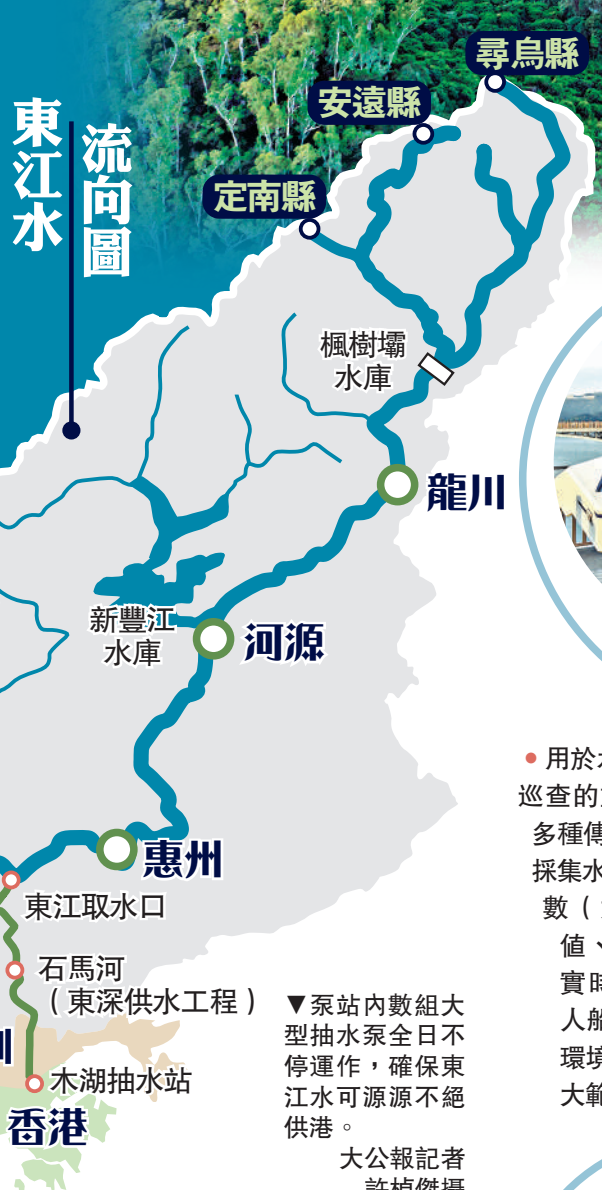 東江水
流向圖
尋烏縣
安遠縣
定南縣
楓樹壩
水庫
龍川
新豐江
水庫
河源
惠州
東江取水口
石馬河
（東深供水工程）
木湖抽水站
香港
▼泵站內數組大
型抽水泵全日不
停運作，確保東
江水可源源不絕
供港。
大公報記者
許楨傑攝
• 用於
巡查的
多種傳
採集水
數（
值、
實時
人船
環境
大範